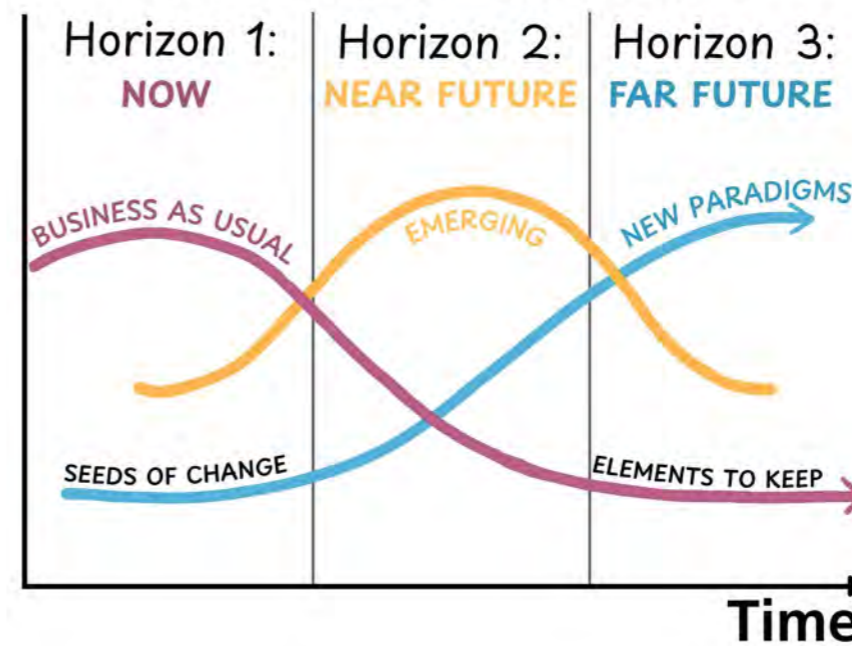 Horizon 1:
NOW
Horizon 2:
NEAR FUTURE
Horizon 3:
FAR FUTURE
BUSINESS AS USUAL
EMERGING
NEW PARADIGMS
SEEDS OF CHANGE
ELEMENTS TO KEEP
Time